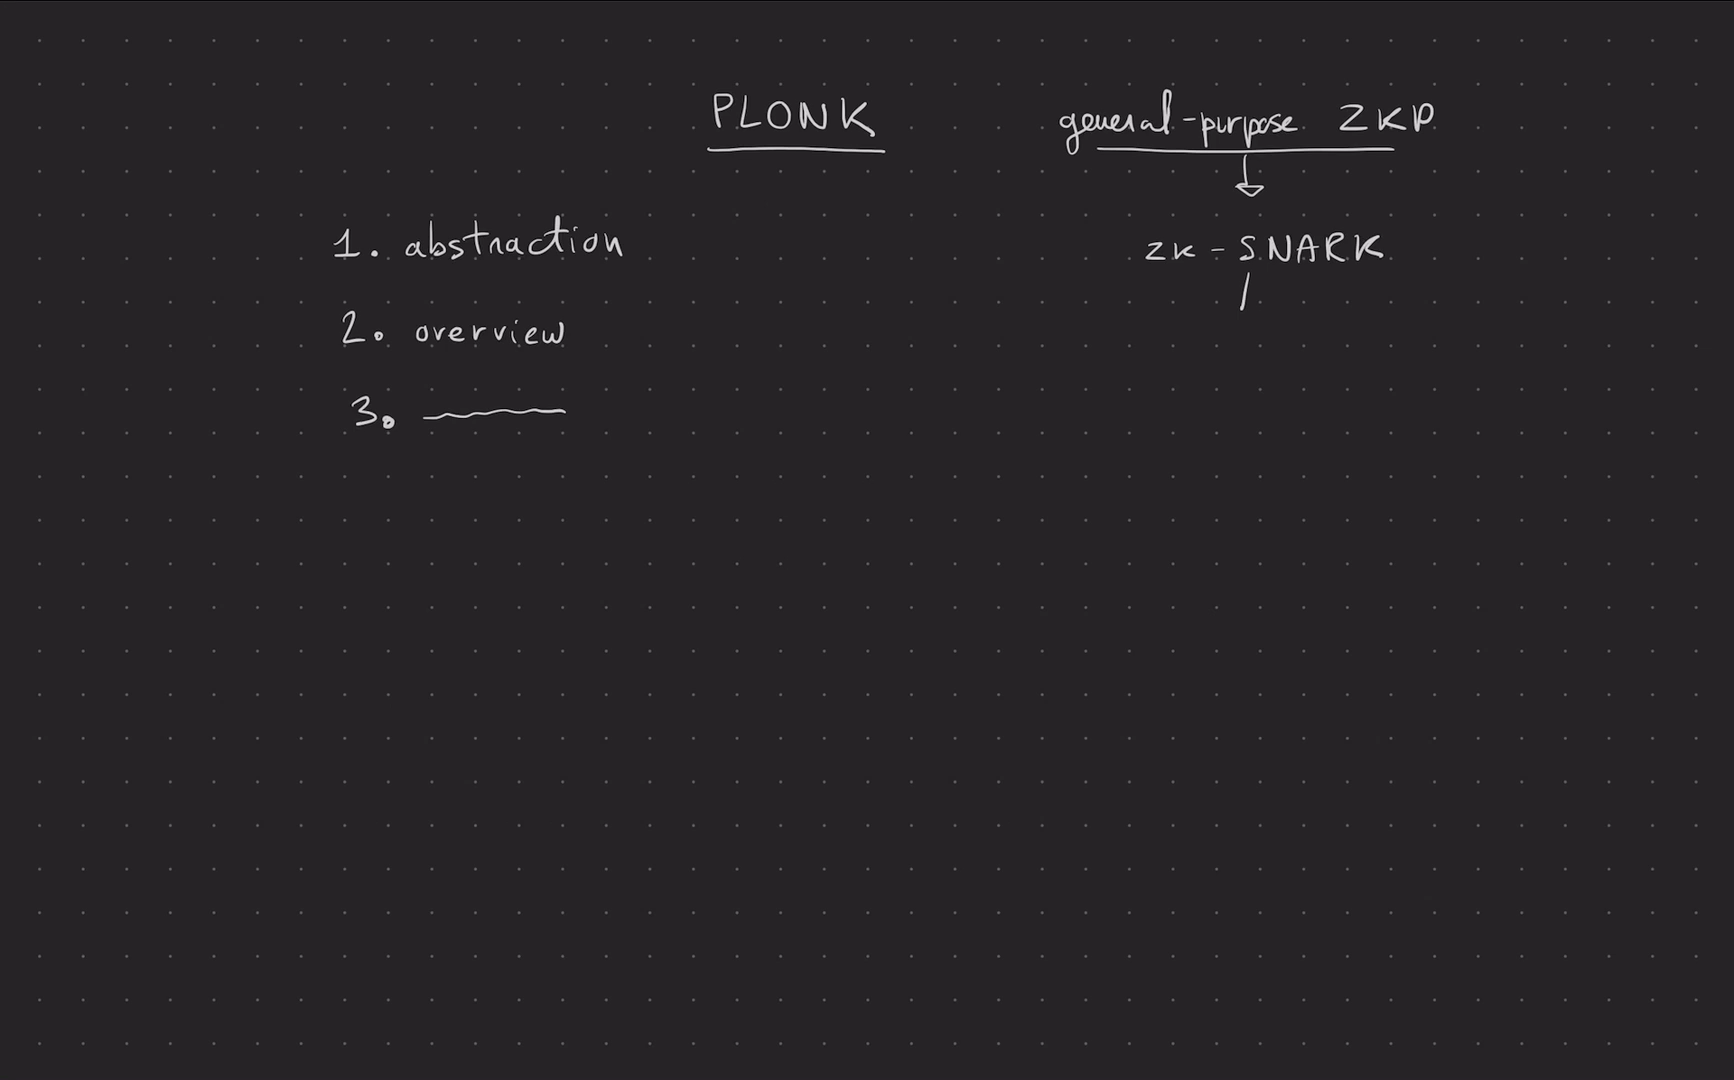 PLONK
general-purpose ZKP
zk-SNARK
1. abstraction
2. overview
3.